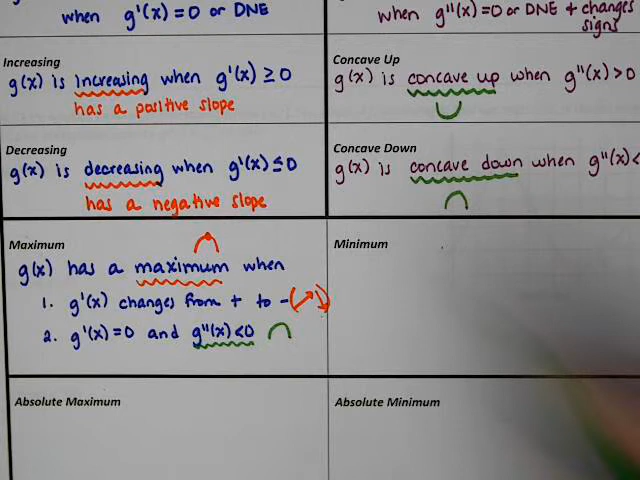 when g'(x) = 0 or DNE
when g''(x) = 0 or DNE + changes
signs
Increasing
g(x) is increasing when g'(x) ≥ 0
has a positive slope
Concave Up
g(x) is concave up when g''(x) > 0
Decreasing
g(x) is decreasing when g'(x) ≤ 0
has a negative slope
Concave Down
g(x) is concave down when g''(x) <
Maximum
g(x) has a maximum when
1. g'(x) changes from + to -
2. g'(x) = 0 and g''(x) < 0
Minimum
Absolute Maximum
Absolute Minimum